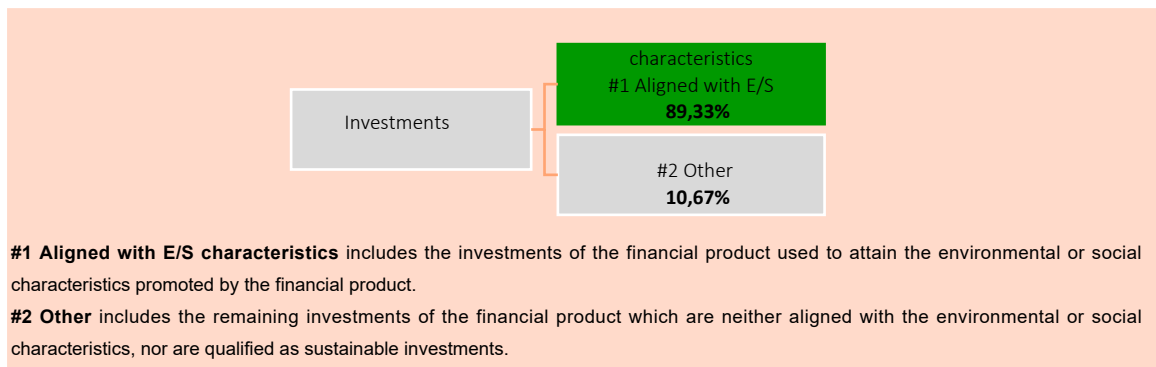 characteristics
#1 Aligned with E/S
89,33%
Investments
#2 Other
10,67%
#1 Aligned with E/S characteristics includes the investments of the financial product used to attain the environmental or social
characteristics promoted by the financial product.
#2 Other includes the remaining investments of the financial product which are neither aligned with the environmental or social
characteristics, nor are qualified as sustainable investments.